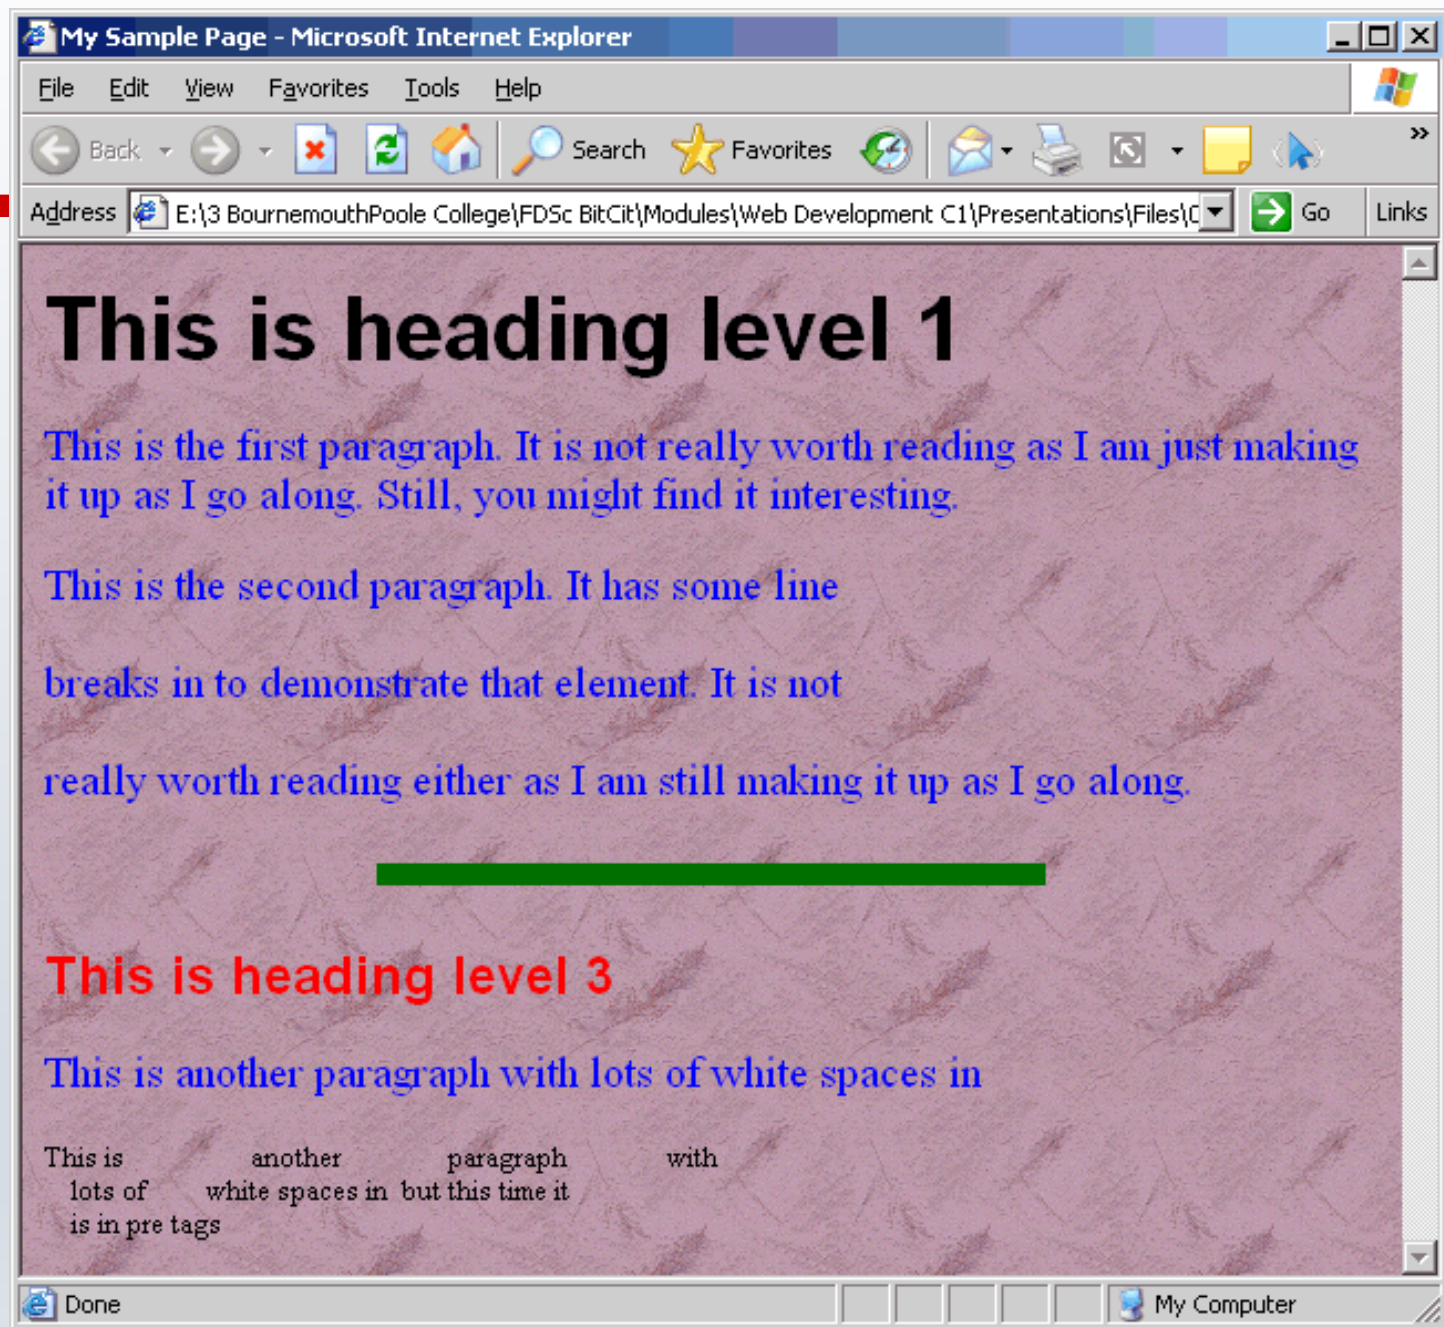 My Sample Page - Microsoft Internet Explorer
File Edit View Favorites Tools Help
Back Search Favorites »
Address E:\3 BournemouthPoole College\FDSc BitCit\Modules\Web Development C1\Presentations\Files\C Go Links
This is heading level 1
This is the first paragraph. It is not really worth reading as I am just making
it up as I go along. Still, you might find it interesting.
This is the second paragraph. It has some line
breaks in to demonstrate that element. It is not
really worth reading either as I am still making it up as I go along.
This is heading level 3
This is another paragraph with lots of white spaces in
This is another paragraph with
lots of white spaces in but this time it
is in pre tags
Done My Computer